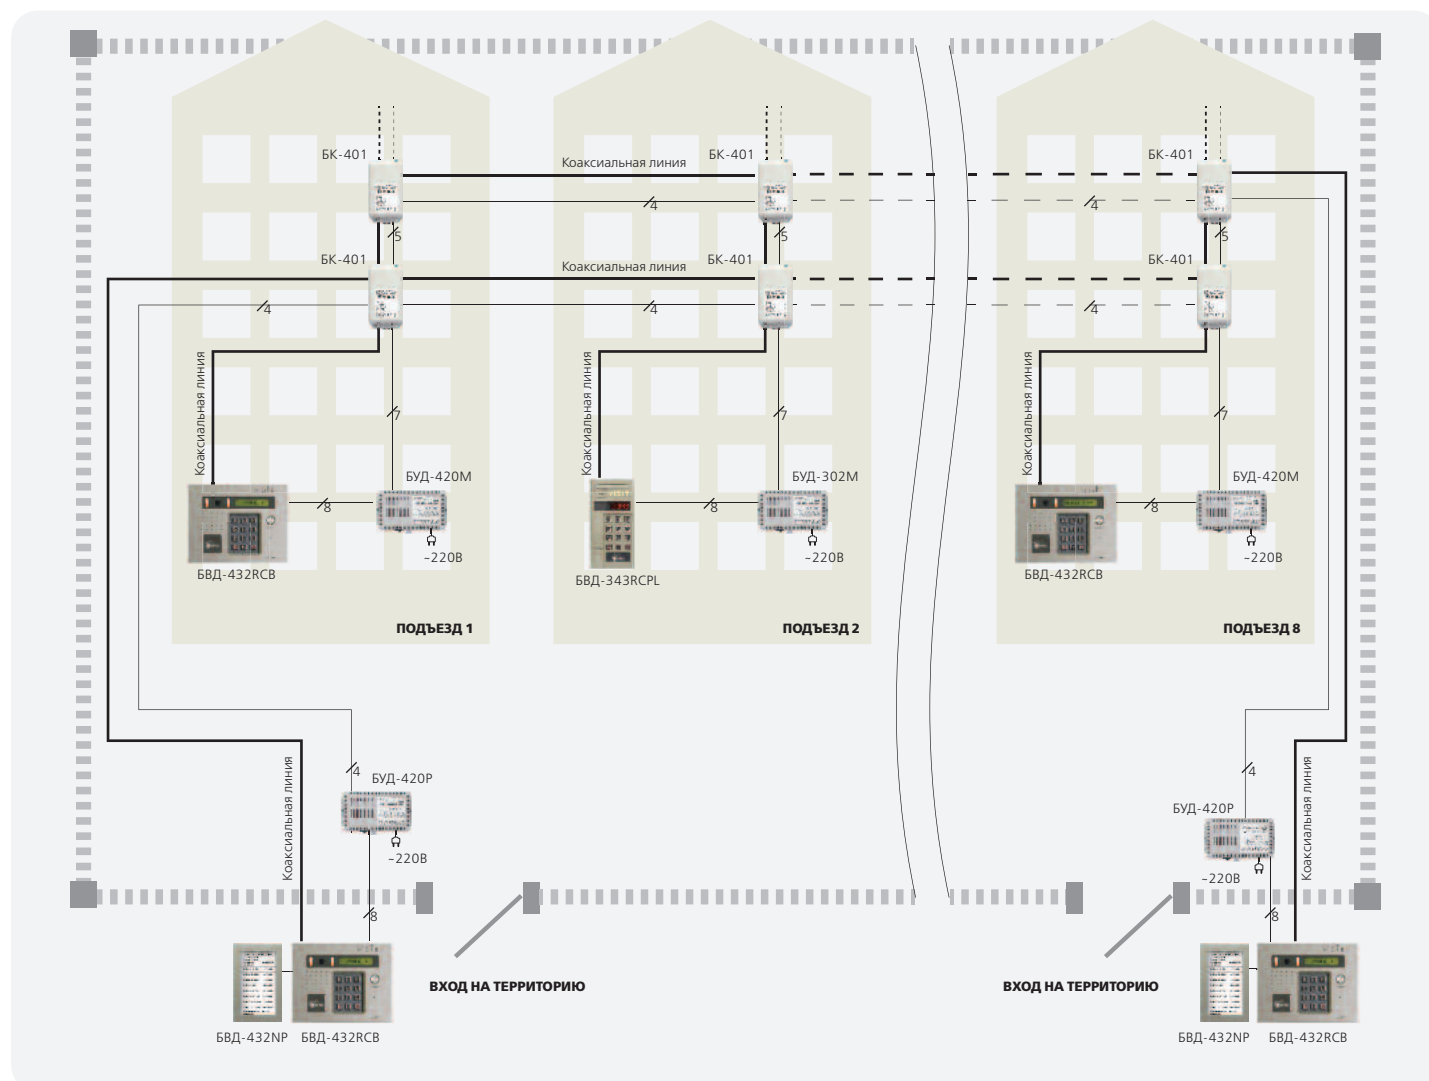 БК-401
Коаксиальная линия
БК-401
БК-401
4
4
5
5
5
БК-401
Коаксиальная линия
БК-401
БК-401
4
4
4
Коаксиальная линия
Коаксиальная линия
Коаксиальная линия
7
7
7
БУД-420М
БУД-302М
БУД-420М
8
8
8
~220В
~220В
~220В
БВД-432RCB
БВД-343RCPL
БВД-432RCB
ПОДЪЕЗД 1
ПОДЪЕЗД 2
ПОДЪЕЗД 8
Коаксиальная линия
4
БУД-420Р
~220В
4
БУД-420Р
~220В
Коаксиальная линия
8
8
ВХОД НА ТЕРРИТОРИЮ
ВХОД НА ТЕРРИТОРИЮ
БВД-432NP
БВД-432RCB
БВД-432NP
БВД-432RCB